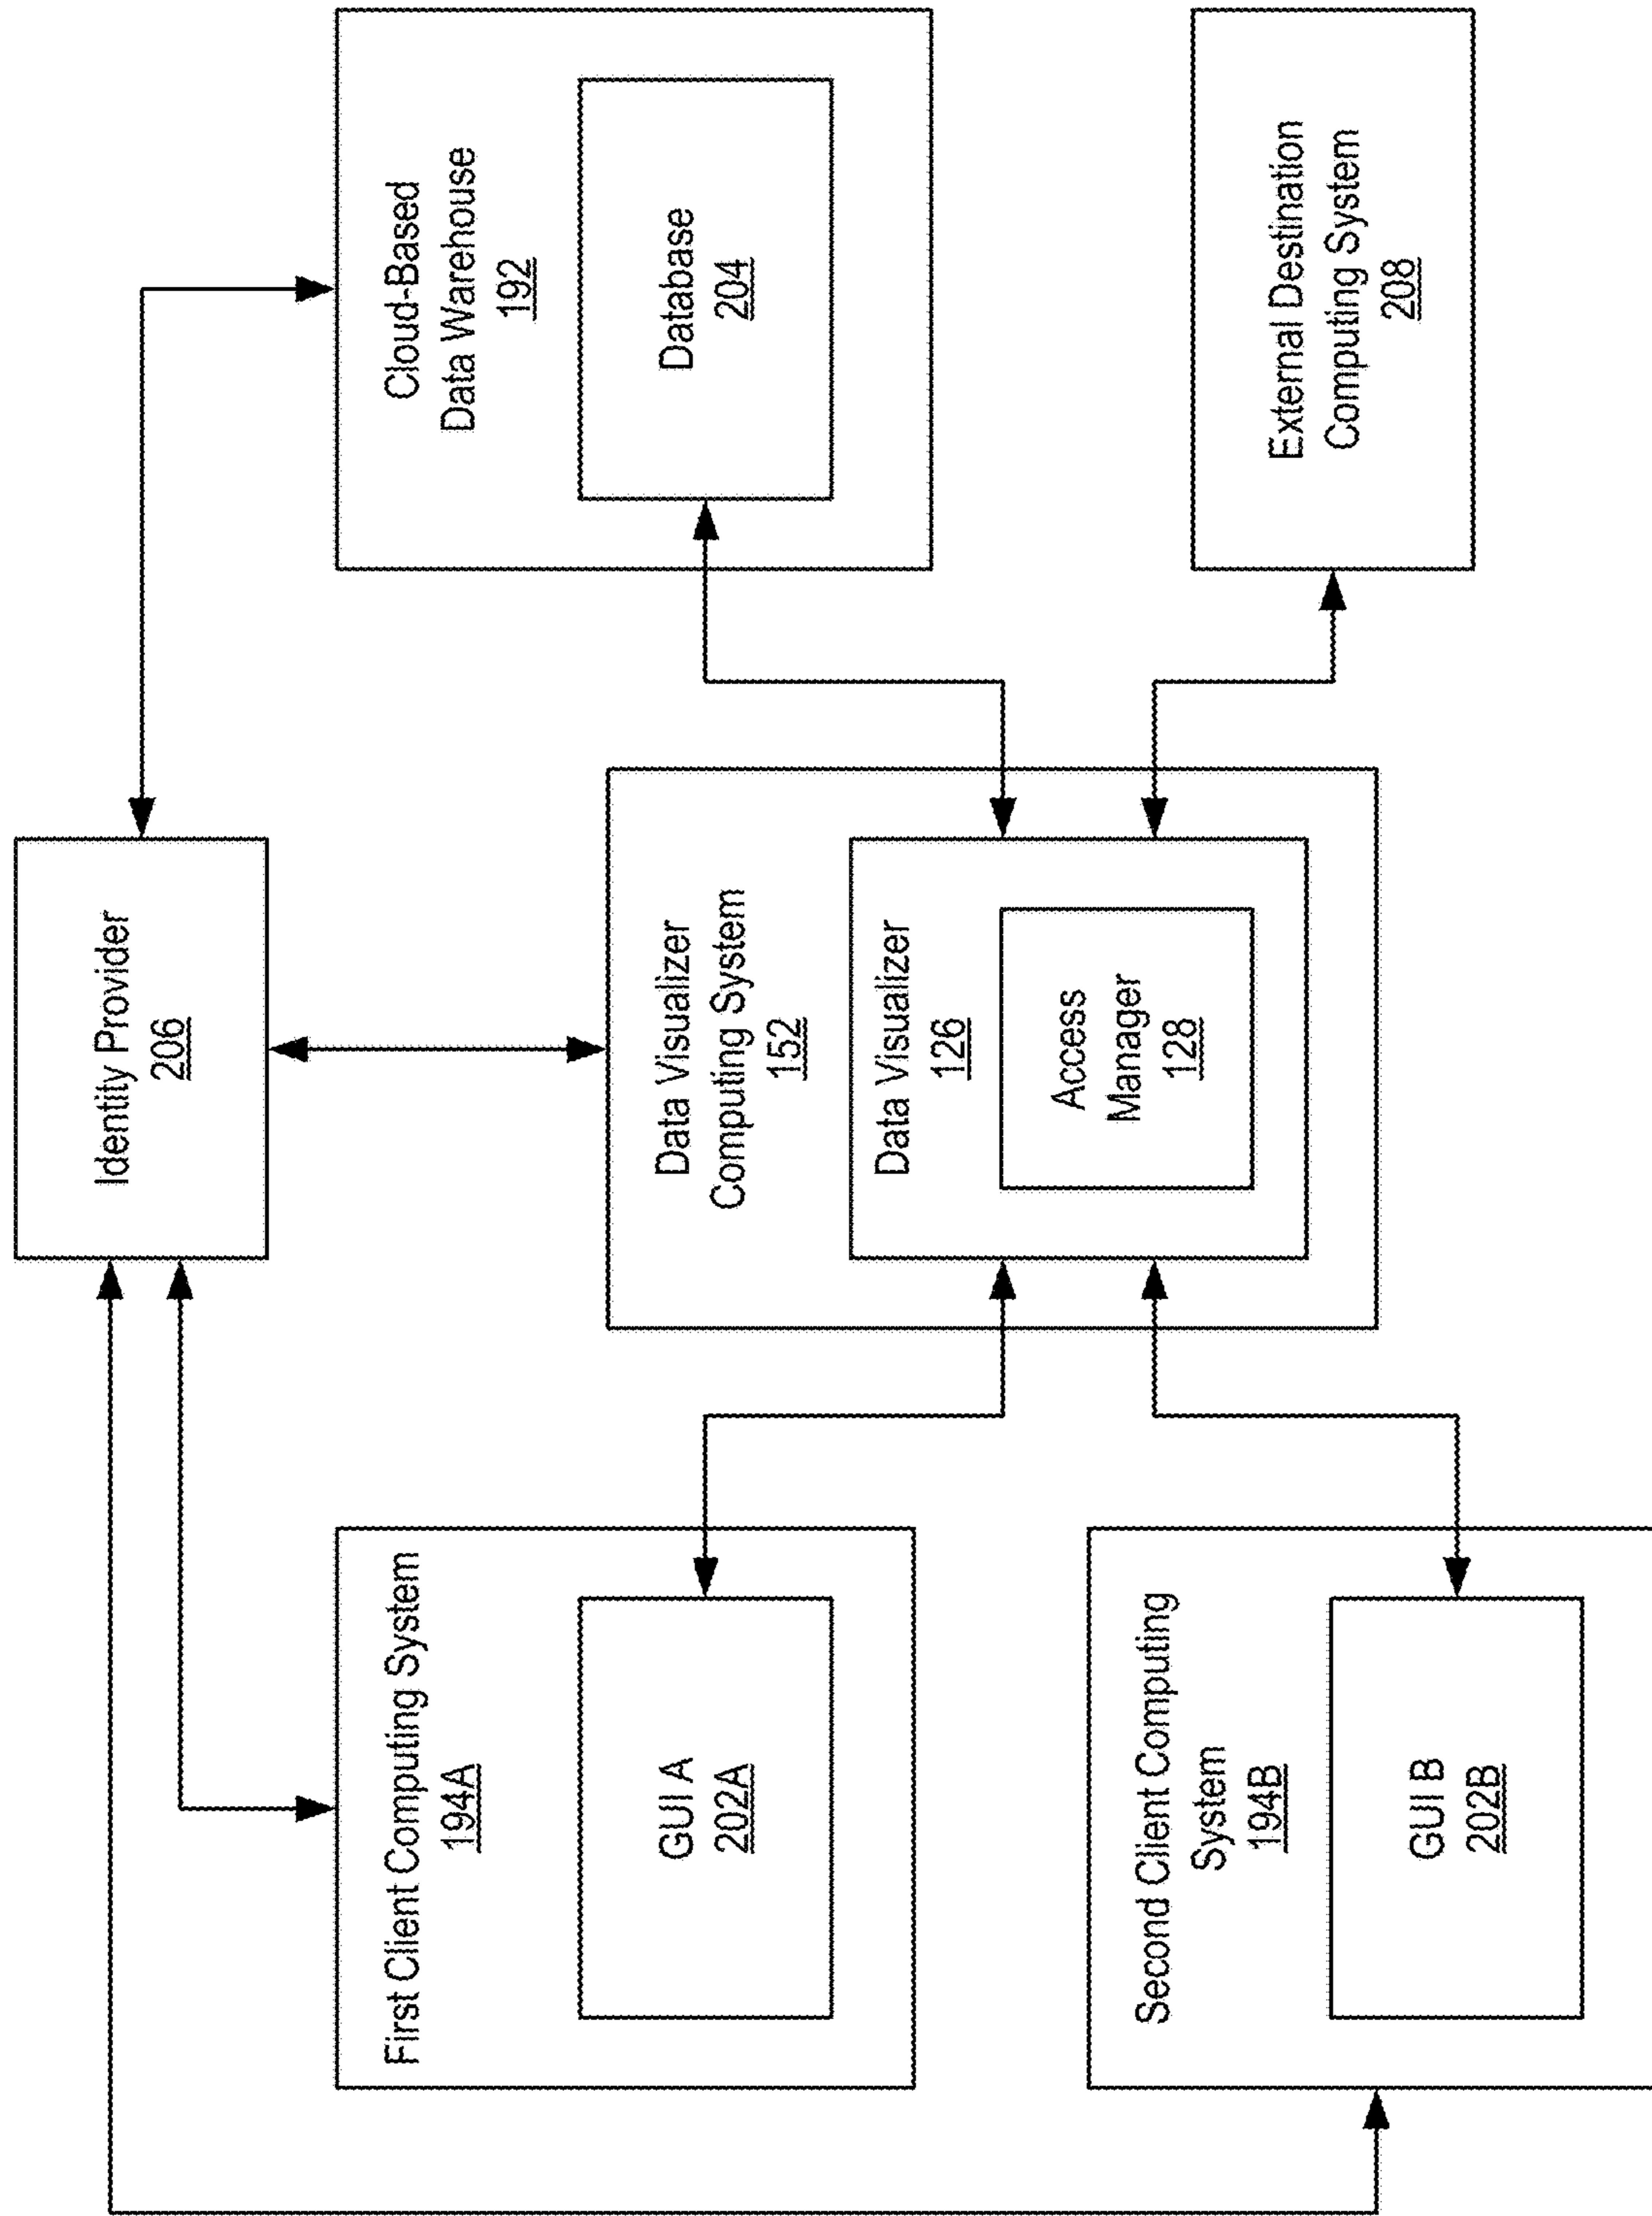 Identity Provider
206
First Client Computing System
194A
GUI A
202A
Data Visualizer
Computing System
152
Data Visualizer
126
Access
Manager
128
Cloud-Based
Data Warehouse
192
Database
204
Second Client Computing
System
194B
GUI B
202B
External Destination
Computing System
208